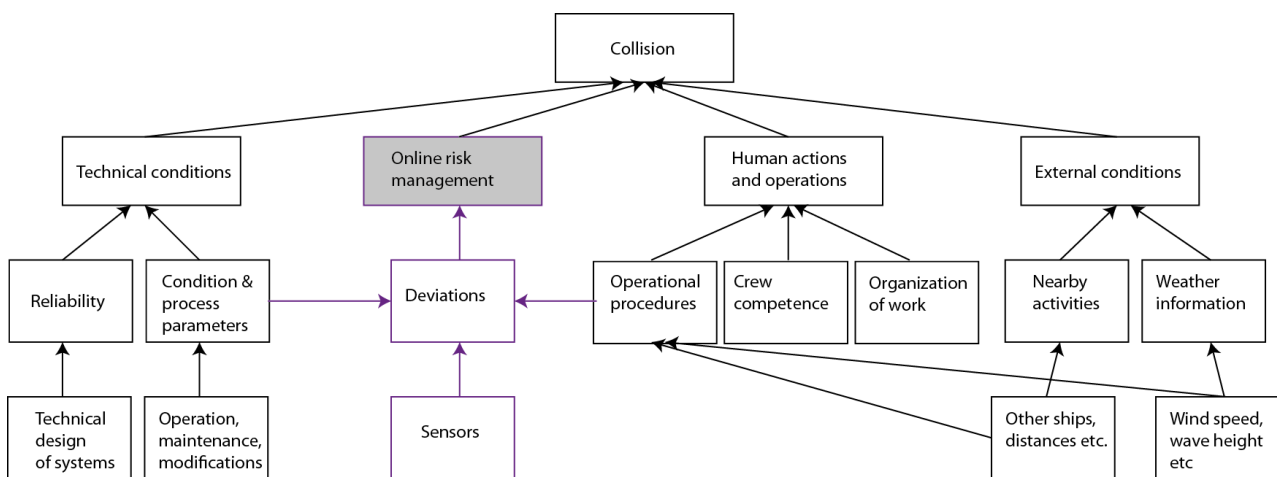 Collision
Technical conditions
Online risk
management
Human actions
and operations
External conditions
Reliability
Condition &
process
parameters
Deviations
Operational
procedures
Crew
competence
Organization
of work
Nearby
activities
Weather
information
Technical
design
of systems
Operation,
maintenance,
modifications
Sensors
Other ships,
distances etc.
Wind speed,
wave height
etc